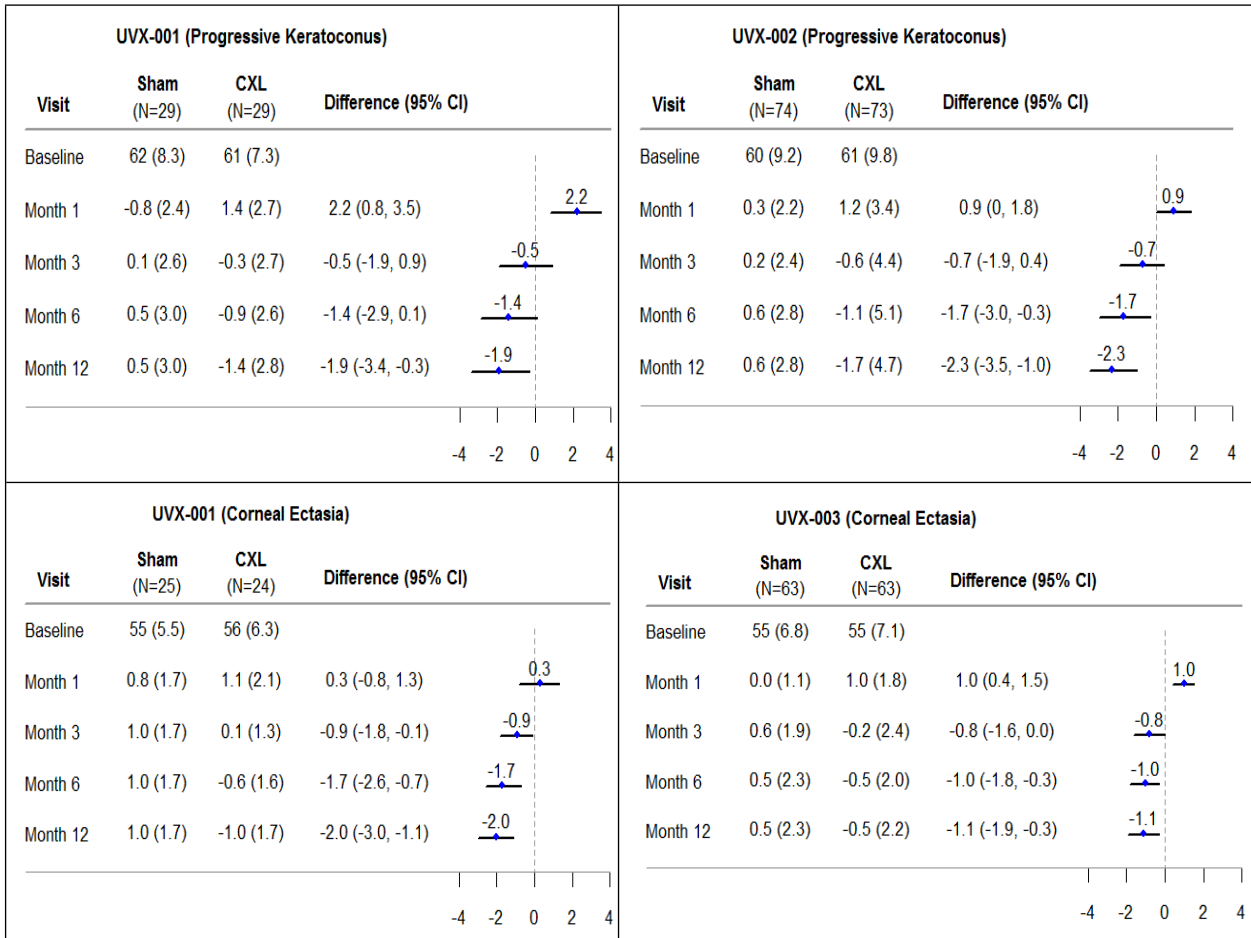 UVX-001 (Progressive Keratoconus)
Sham CXL
Visit (N=29) (N=29) Difference (95% CI)
Baseline 62 (8.3) 61 (7.3)
Month 1 -0.8 (2.4) 1.4 (2.7) 2.2 (0.8, 3.5) 2.2
Month 3 0.1 (2.6) -0.3 (2.7) -0.5 (-1.9, 0.9) -0.5
Month 6 0.5 (3.0) -0.9 (2.6) -1.4 (-2.9, 0.1) -1.4
Month 12 0.5 (3.0) -1.4 (2.8) -1.9 (-3.4, -0.3) -1.9
-4 -2 0 2 4
UVX-002 (Progressive Keratoconus)
Sham CXL
Visit (N=74) (N=73) Difference (95% CI)
Baseline 60 (9.2) 61 (9.8)
Month 1 0.3 (2.2) 1.2 (3.4) 0.9 (0, 1.8) 0.9
Month 3 0.2 (2.4) -0.6 (4.4) -0.7 (-1.9, 0.4) -0.7
Month 6 0.6 (2.8) -1.1 (5.1) -1.7 (-3.0, -0.3) -1.7
Month 12 0.6 (2.8) -1.7 (4.7) -2.3 (-3.5, -1.0) -2.3
-4 -2 0 2 4
UVX-001 (Corneal Ectasia)
Sham CXL
Visit (N=25) (N=24) Difference (95% CI)
Baseline 55 (5.5) 56 (6.3)
Month 1 0.8 (1.7) 1.1 (2.1) 0.3 (-0.8, 1.3) 0.3
Month 3 1.0 (1.7) 0.1 (1.3) -0.9 (-1.8, -0.1) -0.9
Month 6 1.0 (1.7) -0.6 (1.6) -1.7 (-2.6, -0.7) -1.7
Month 12 1.0 (1.7) -1.0 (1.7) -2.0 (-3.0, -1.1) -2.0
-4 -2 0 2 4
UVX-003 (Corneal Ectasia)
Sham CXL
Visit (N=63) (N=63) Difference (95% CI)
Baseline 55 (6.8) 55 (7.1)
Month 1 0.0 (1.1) 1.0 (1.8) 1.0 (0.4, 1.5) 1.0
Month 3 0.6 (1.9) -0.2 (2.4) -0.8 (-1.6, 0.0) -0.8
Month 6 0.5 (2.3) -0.5 (2.0) -1.0 (-1.8, -0.3) -1.0
Month 12 0.5 (2.3) -0.5 (2.2) -1.1 (-1.9, -0.3) -1.1
-4 -2 0 2 4